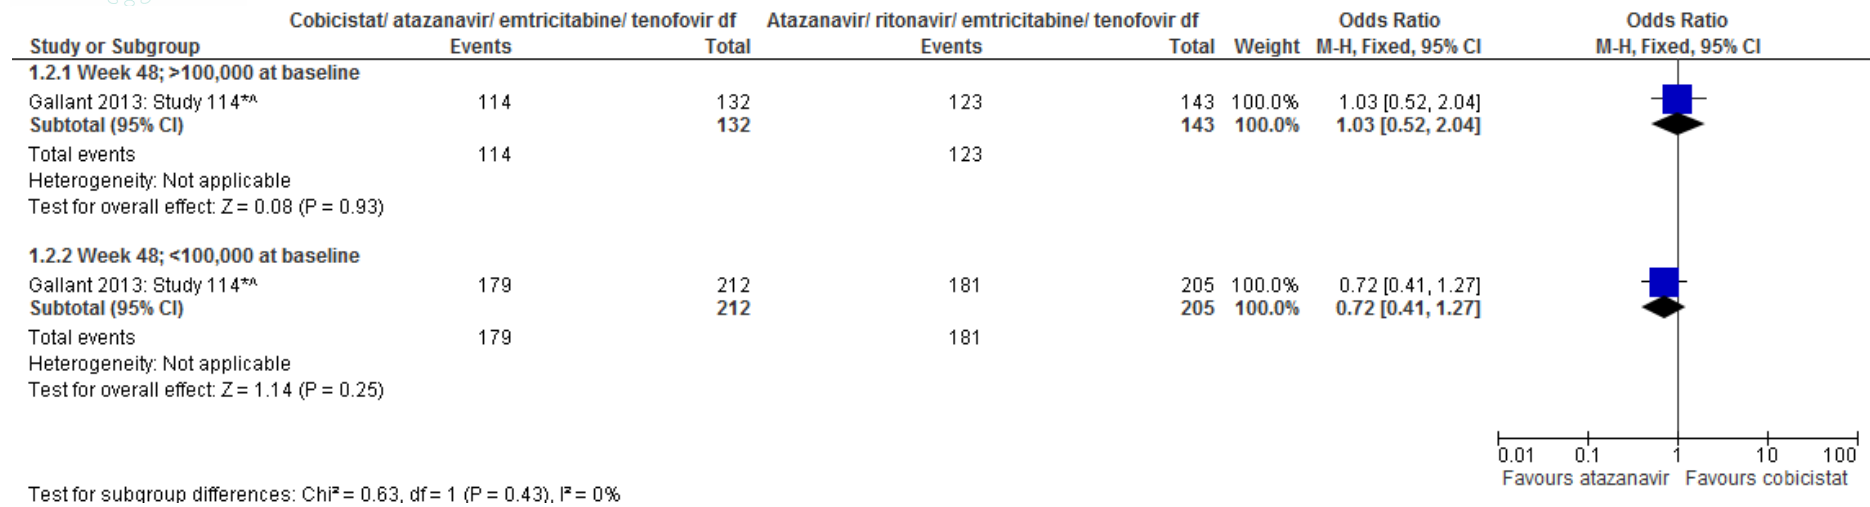 Cobicistat/ atazanavir/ emtricitabine/ tenofovir df Atazanavir/ ritonavir/ emtricitabine/ tenofovir df Odds Ratio Odds Ratio
Study or Subgroup Events Total Events Total Weight M-H, Fixed, 95% CI M-H, Fixed, 95% CI
1.2.1 Week 48; >100,000 at baseline
Gallant 2013: Study 114*^ 114 132 123 143 100.0% 1.03 [0.52, 2.04]
Subtotal (95% CI) 132 143 100.0% 1.03 [0.52, 2.04]
Total events 114 123
Heterogeneity: Not applicable
Test for overall effect: Z = 0.08 (P = 0.93)
1.2.2 Week 48; <100,000 at baseline
Gallant 2013: Study 114*^ 179 212 181 205 100.0% 0.72 [0.41, 1.27]
Subtotal (95% CI) 212 205 100.0% 0.72 [0.41, 1.27]
Total events 179 181
Heterogeneity: Not applicable
Test for overall effect: Z = 1.14 (P = 0.25)
0.01 0.1 1 10 100
Favours atazanavir Favours cobicistat
Test for subgroup differences: Chi² = 0.63, df = 1 (P = 0.43), I² = 0%